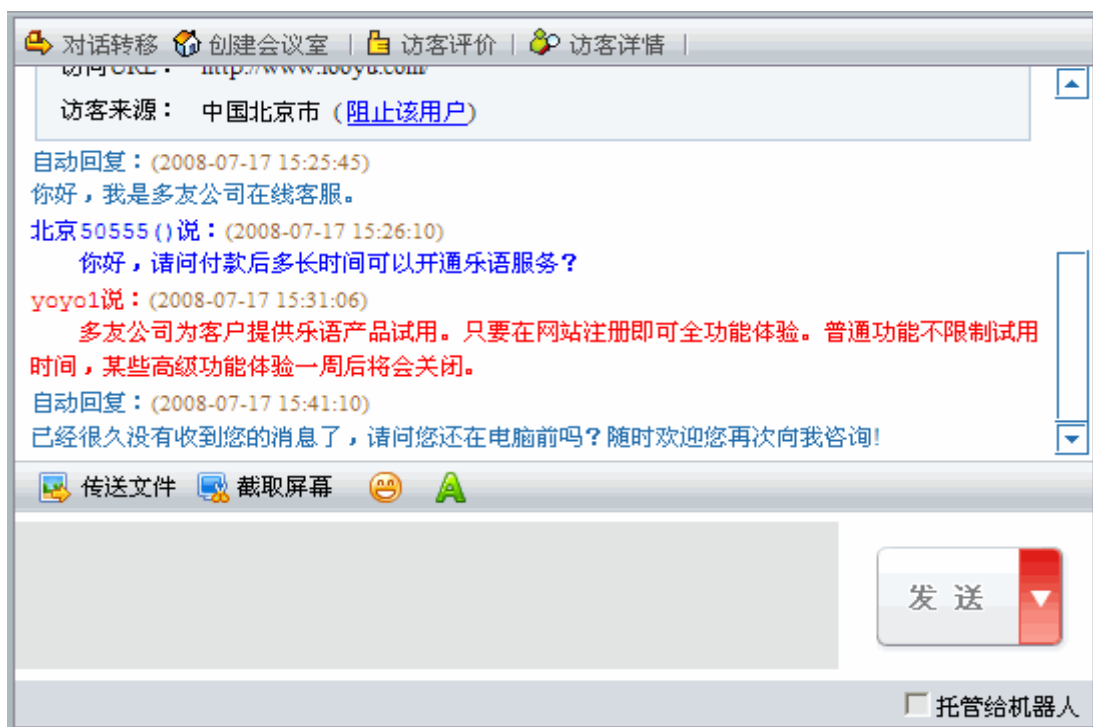 对话转移 创建会议室 | 访客评价 | 访客详情 |
访问URL： http://www.looyu.com/
访客来源： 中国北京市 (阻止该用户)
自动回复：(2008-07-17 15:25:45)
你好，我是多友公司在线客服。
北京50555()说：(2008-07-17 15:26:10)
你好，请问付款后多长时间可以开通乐语服务？
yoyo1说：(2008-07-17 15:31:06)
多友公司为客户提供乐语产品试用。只要在网站注册即可全功能体验。普通功能不限制试用
时间，某些高级功能体验一周后将会关闭。
自动回复：(2008-07-17 15:41:10)
已经很久没有收到您的消息了，请问您还在电脑前吗？随时欢迎您再次向我咨询!
传送文件 截取屏幕
发 送
托管给机器人